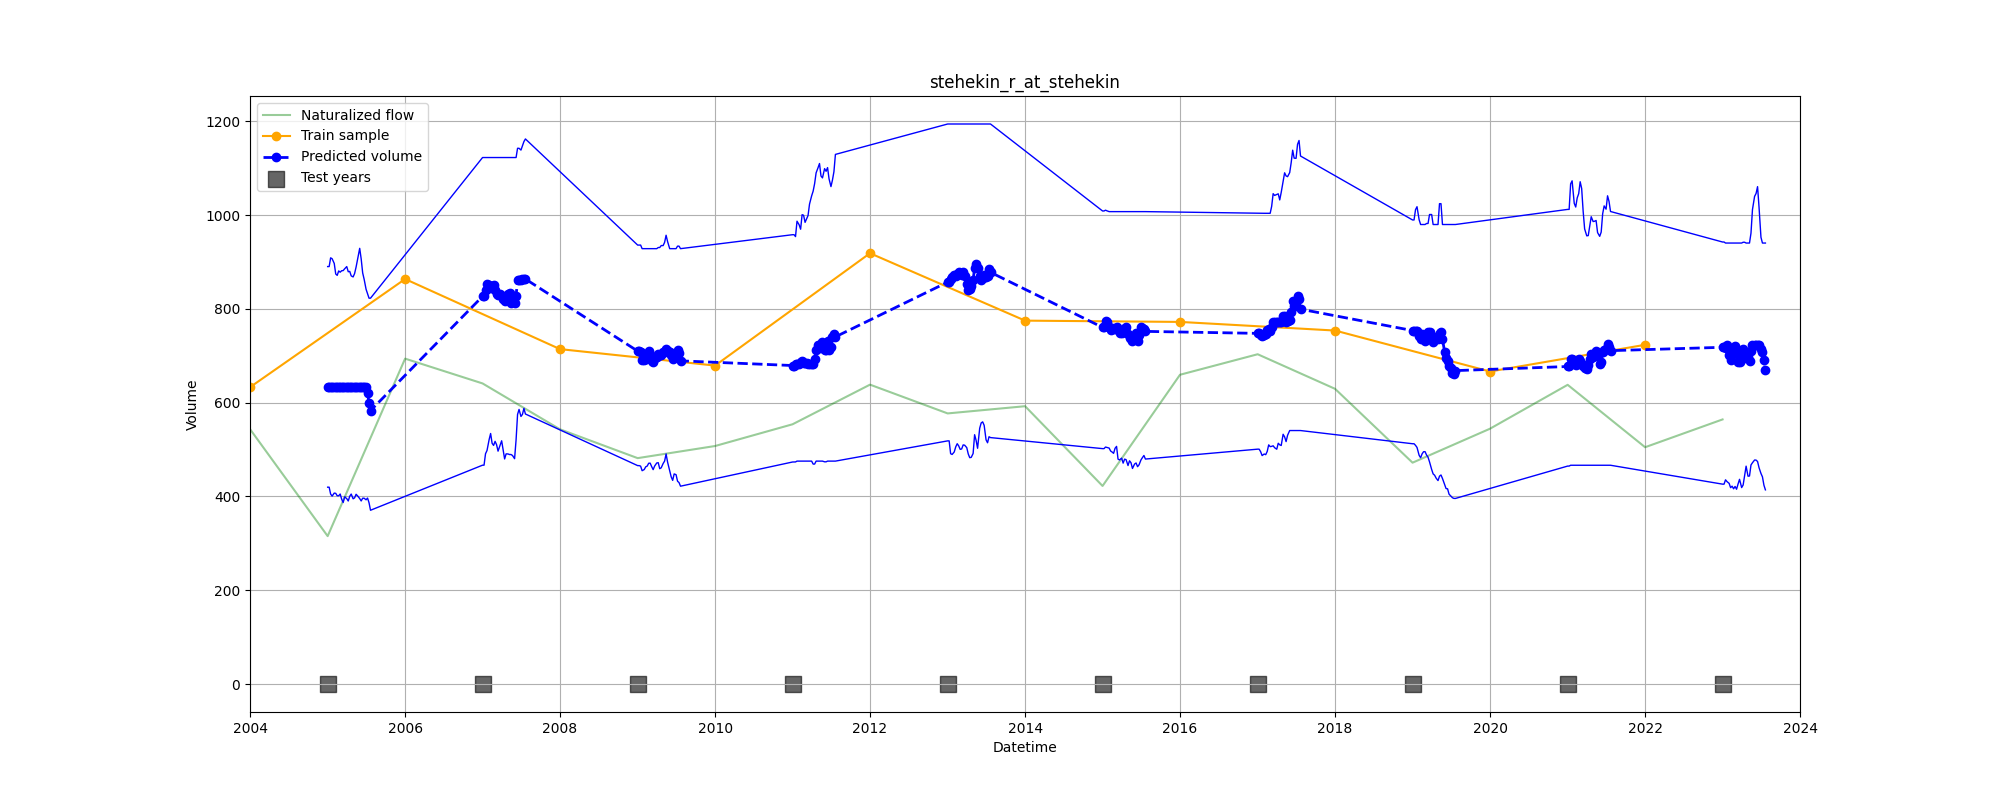 stehekin_r_at_stehekin
Naturalized flow
Train sample
Predicted volume
Test years
1200
1000
800
600
400
200
0
Volume
2004 2006 2008 2010 2012 2014 2016 2018 2020 2022 2024
Datetime